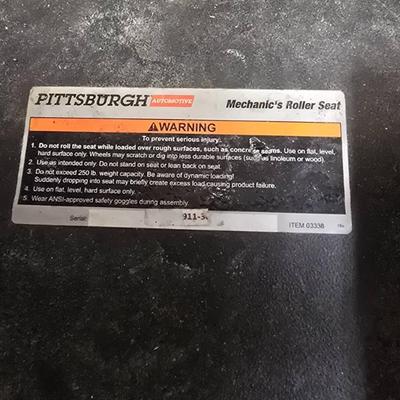 PITTSBURGH AUTOMOTIVE Mechanic's Roller Seat
WARNING
To prevent serious injury.
1. Do not roll the seat while loaded over rough surfaces, such as concrete seams. Use on flat, level,
hard surface only. Wheels may scratch or dig into less durable surfaces (such as linoleum or wood).
2. Use as intended only. Do not stand on seat or lean back on seat.
3. Do not exceed 250 lb. weight capacity. Be aware of dynamic loading!
Suddenly dropping into seat may briefly create excess load causing product failure.
4. Use on flat, level, hard surface only.
5. Wear ANSI-approved safety goggles during assembly.
Serial: 911-5 ITEM 03338